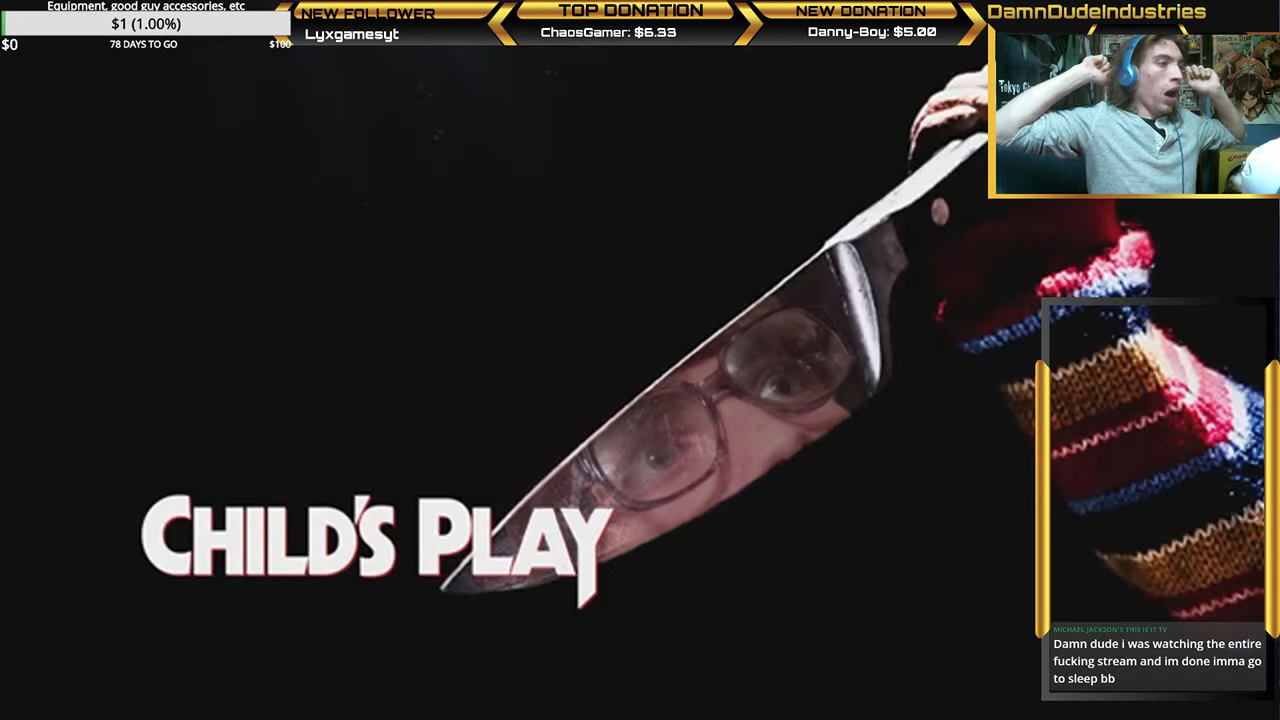 Equipment, good guy accessories, etc
$1 (1.00%)
$0
78 DAYS TO GO
$100
NEW FOLLOWER
Lyxgamesyt
TOP DONATION
ChaosGamer: $6.33
NEW DONATION
Danny-Boy: $5.00
DamnDudeIndustries
Tokyo
CHILD'S PLAY
MICHAEL JACKSON'S THIS IS IT TV
Damn dude i was watching the entire
fucking stream and im done imma go
to sleep bb